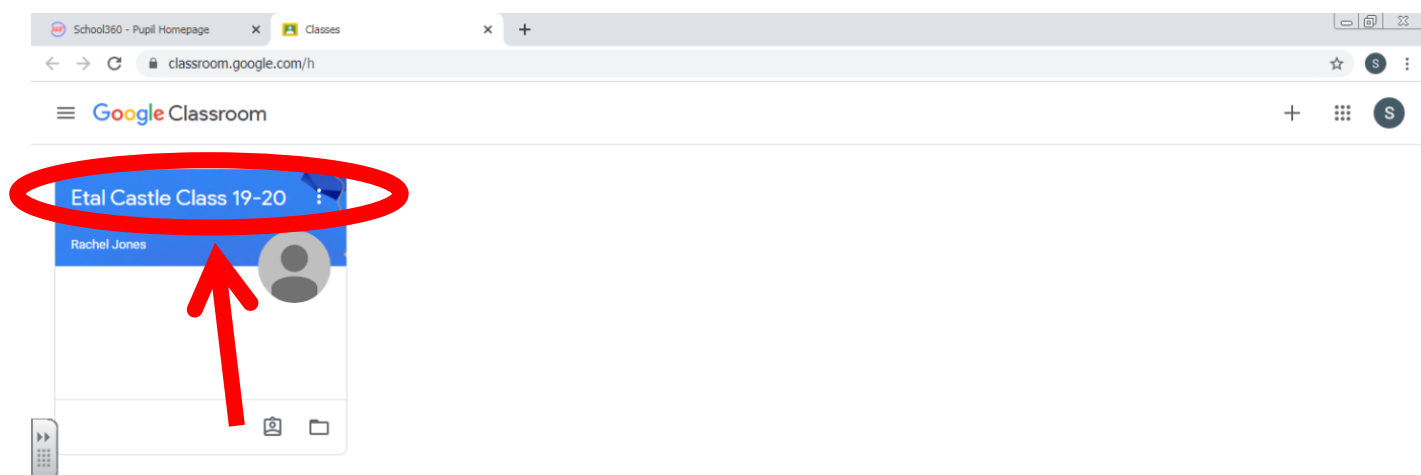 School360 - Pupil Homepage
Classes
classroom.google.com/h
S
Google Classroom
S
Etal Castle Class 19-20
Rachel Jones